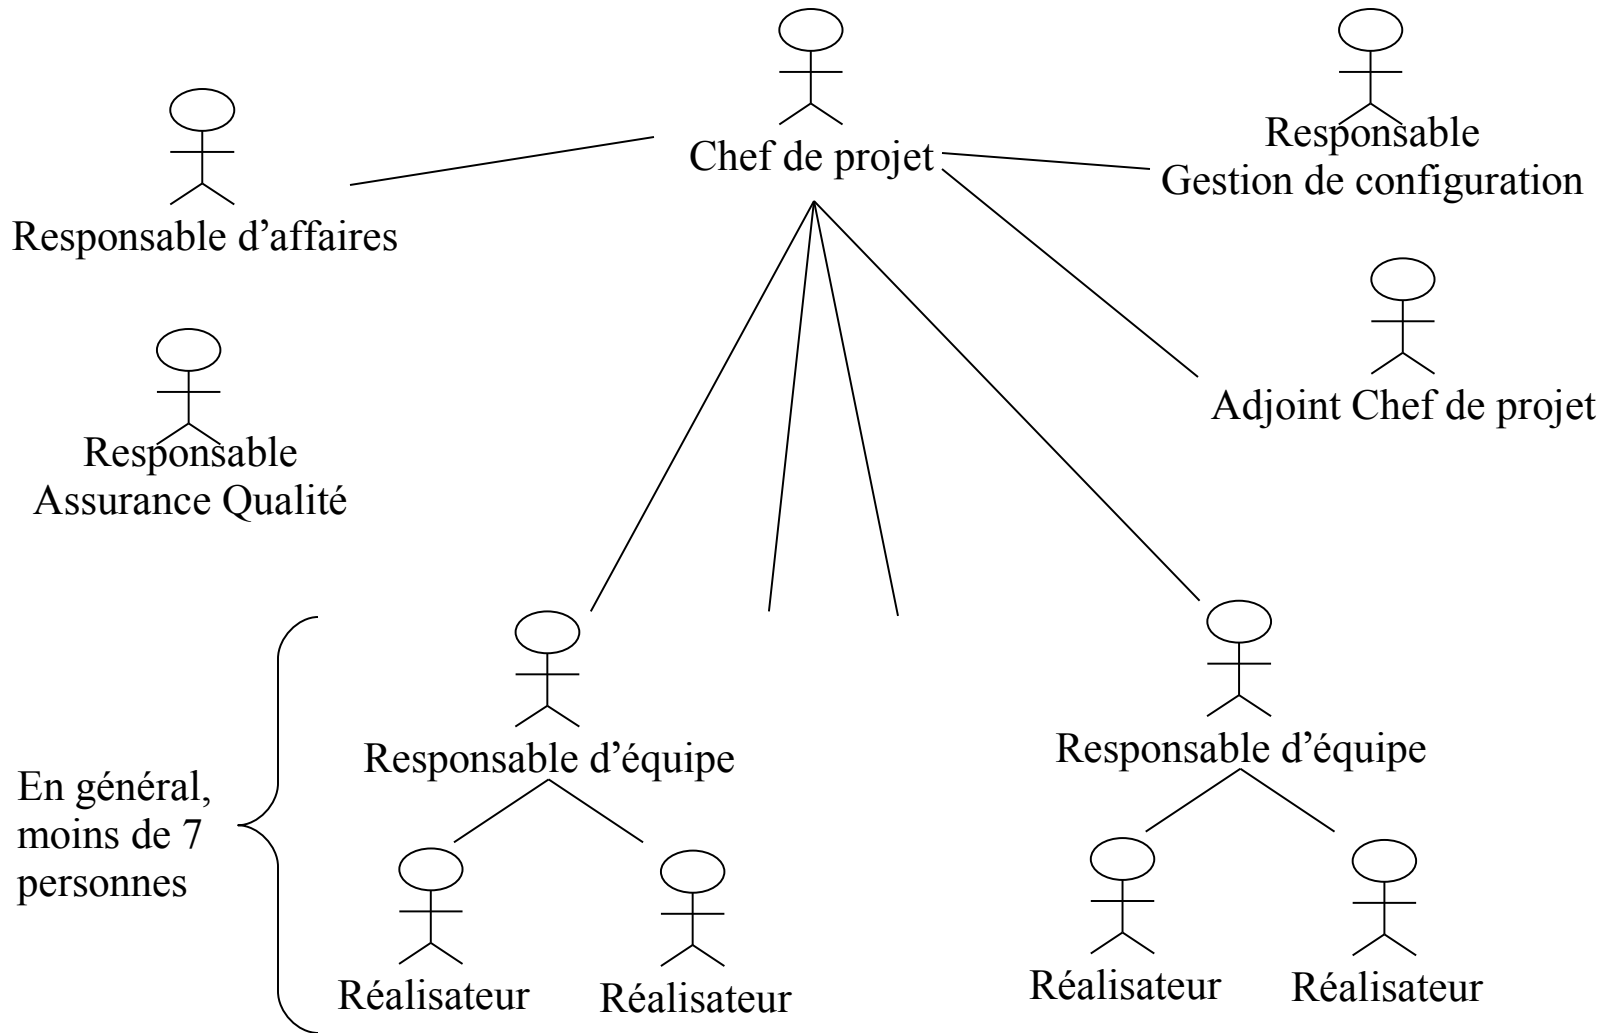 Chef de projet
Responsable
Gestion de configuration
Responsable d’affaires
Adjoint Chef de projet
Responsable
Assurance Qualité
Responsable d’équipe
Responsable d’équipe
En général,
moins de 7
personnes
Réalisateur
Réalisateur
Réalisateur
Réalisateur